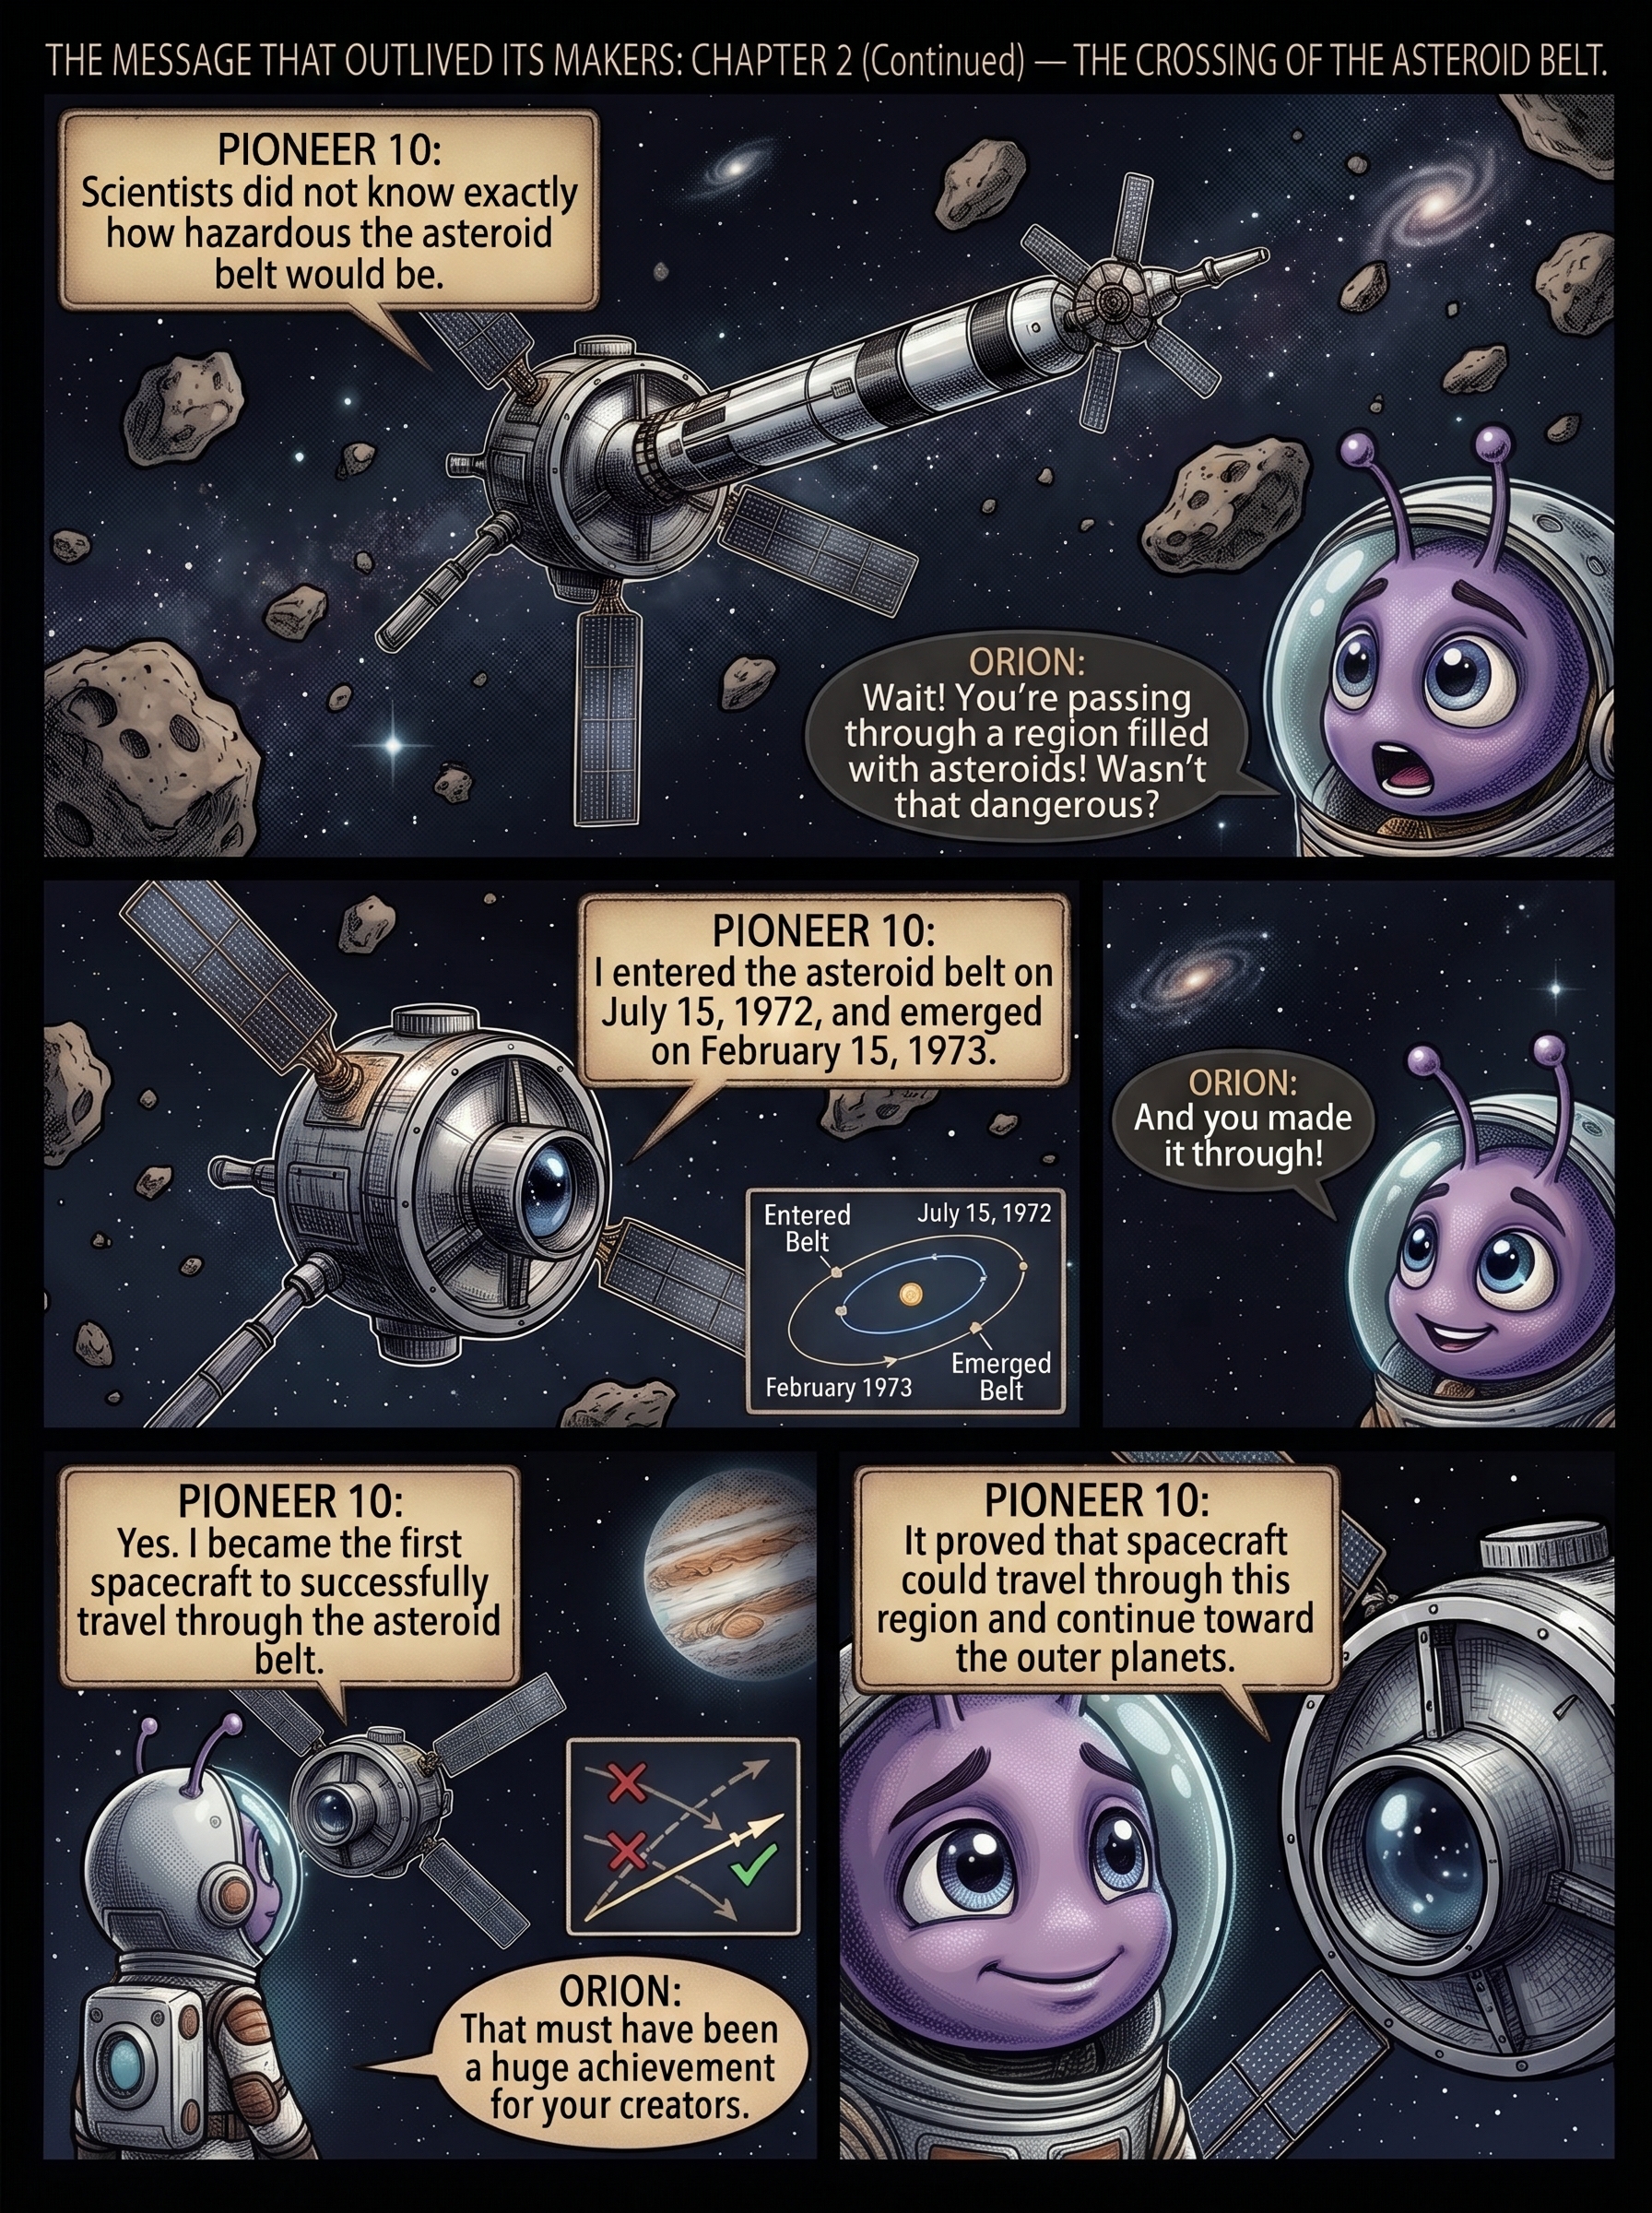 THE MESSAGE THAT OUTLIVED ITS MAKERS: CHAPTER 2 (Continued) — THE CROSSING OF THE ASTEROID BELT.
PIONEER 10:
Scientists did not know exactly
how hazardous the asteroid
belt would be.
ORION:
Wait! You're passing
through a region filled
with asteroids! Wasn't
that dangerous?
PIONEER 10:
I entered the asteroid belt on
July 15, 1972, and emerged
on February 15, 1973.
Entered
Belt
July 15, 1972
February 1973
Emerged
Belt
ORION:
And you made
it through!
PIONEER 10:
Yes. I became the first
spacecraft to successfully
travel through the asteroid
belt.
ORION:
That must have been
a huge achievement
for your creators.
PIONEER 10:
It proved that spacecraft
could travel through this
region and continue toward
the outer planets.